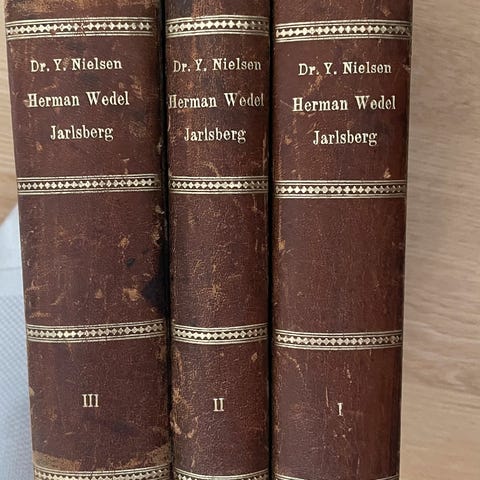 Dr. Y. Nielsen
Herman Wedel
Jarlsberg
III
Dr. Y. Nielsen
Herman Wedel
Jarlsberg
II
Dr. Y. Nielsen
Herman Wedel
Jarlsberg
I